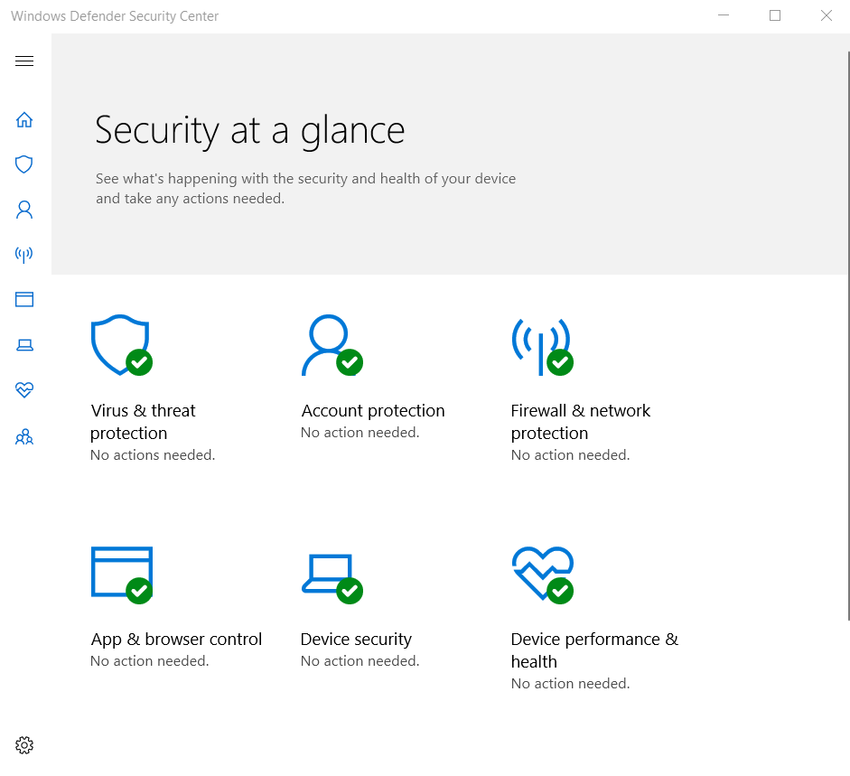 Windows Defender Security Center
Security at a glance
See what's happening with the security and health of your device
and take any actions needed.
Virus & threat
protection
No actions needed.
Account protection
No action needed.
Firewall & network
protection
No action needed.
App & browser control
No action needed.
Device security
No action needed.
Device performance &
health
No action needed.